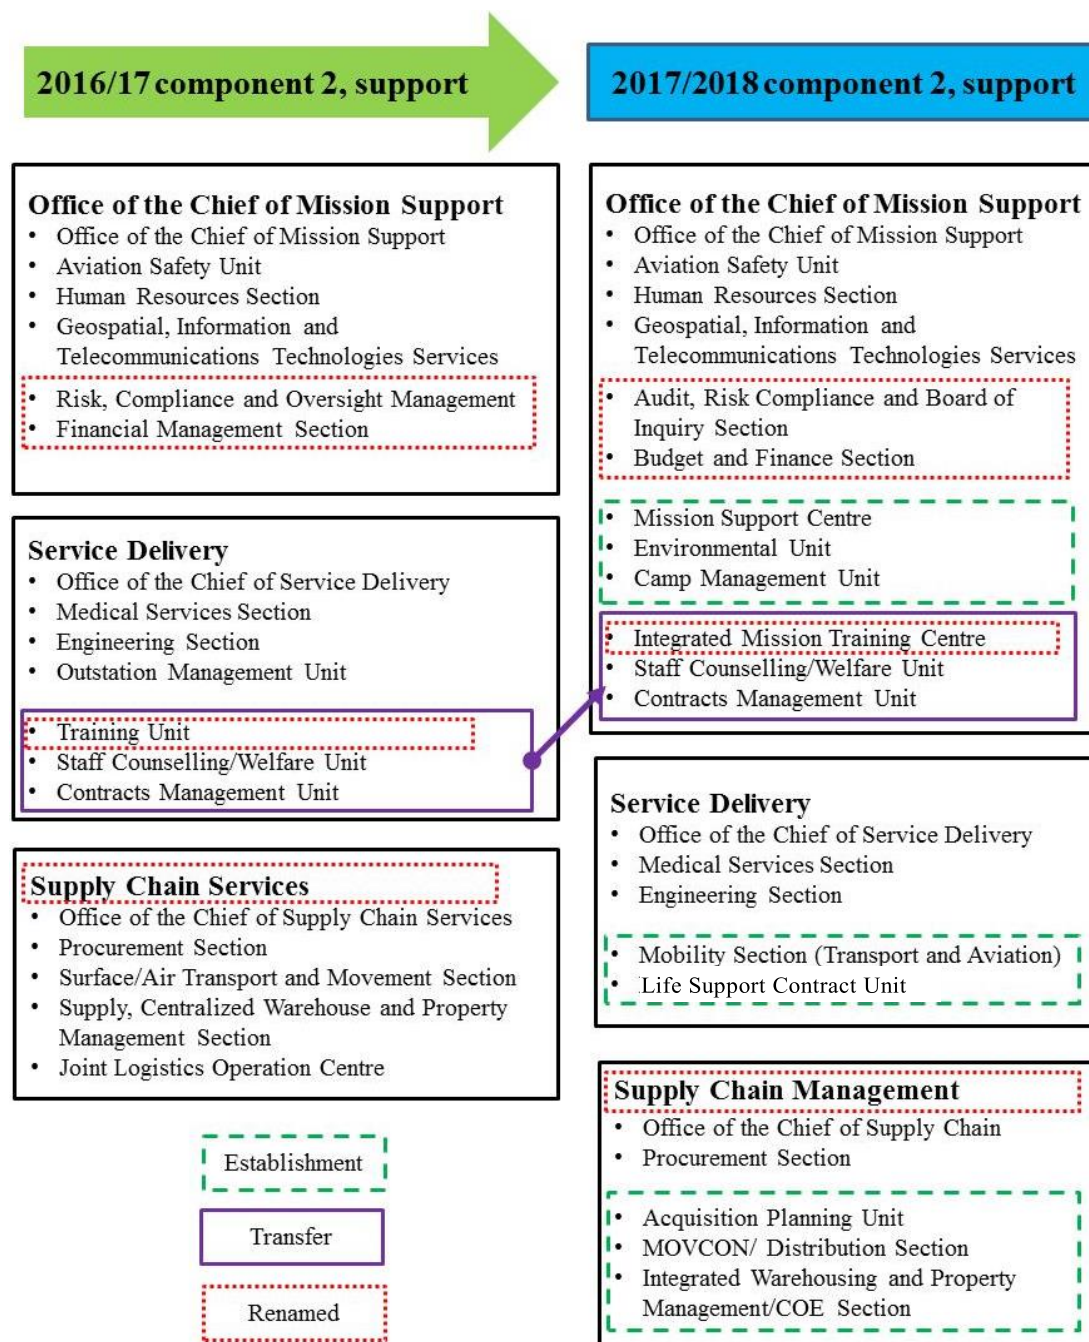 2016/17 component 2, support
Office of the Chief of Mission Support
• Office of the Chief of Mission Support
• Aviation Safety Unit
• Human Resources Section
• Geospatial, Information and
Telecommunications Technologies Services
• Risk, Compliance and Oversight Management
• Financial Management Section
Service Delivery
• Office of the Chief of Service Delivery
• Medical Services Section
• Engineering Section
• Outstation Management Unit
• Training Unit
• Staff Counselling/Welfare Unit
• Contracts Management Unit
Supply Chain Services
• Office of the Chief of Supply Chain Services
• Procurement Section
• Surface/Air Transport and Movement Section
• Supply, Centralized Warehouse and Property
Management Section
• Joint Logistics Operation Centre
Establishment
Transfer
Renamed
2017/2018 component 2, support
Office of the Chief of Mission Support
• Office of the Chief of Mission Support
• Aviation Safety Unit
• Human Resources Section
• Geospatial, Information and
Telecommunications Technologies Services
• Audit, Risk Compliance and Board of
Inquiry Section
• Budget and Finance Section
• Mission Support Centre
• Environmental Unit
• Camp Management Unit
• Integrated Mission Training Centre
• Staff Counselling/Welfare Unit
• Contracts Management Unit
Service Delivery
• Office of the Chief of Service Delivery
• Medical Services Section
• Engineering Section
• Mobility Section (Transport and Aviation)
• Life Support Contract Unit
Supply Chain Management
• Office of the Chief of Supply Chain
• Procurement Section
• Acquisition Planning Unit
• MOVCON/ Distribution Section
• Integrated Warehousing and Property
Management/COE Section